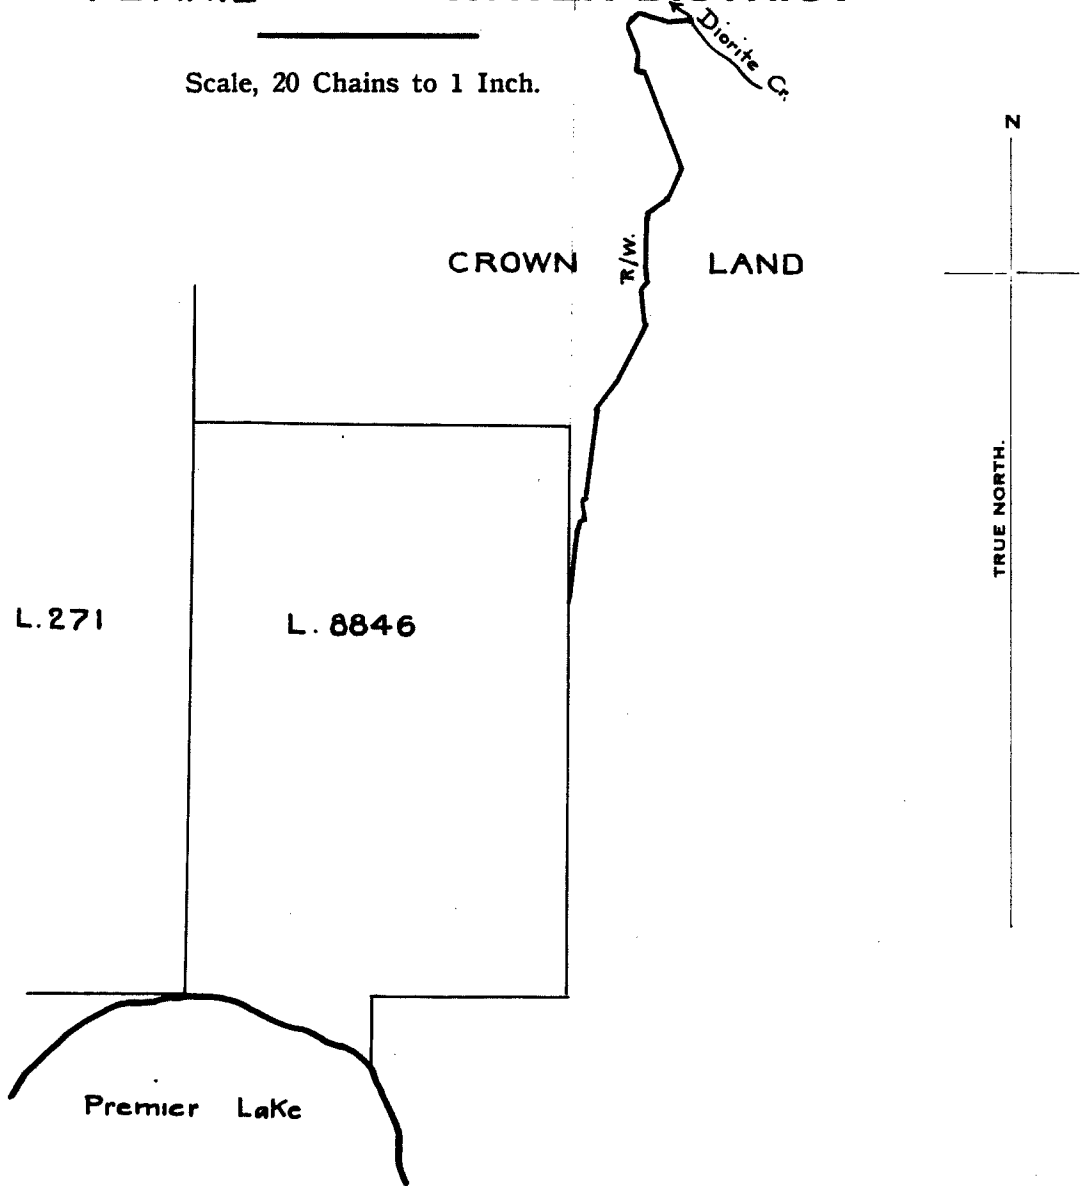 Scale, 20 Chains to 1 Inch.
Diorite Cr.
N
CROWN LAND
R/W.
TRUE NORTH.
L.271
L. 8846
Premier Lake